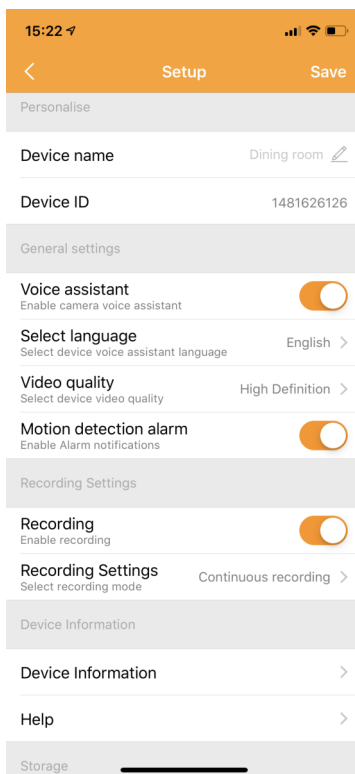 15:22
Setup
Save
Personalise
Device name
Dining room
Device ID
1481626126
General settings
Voice assistant
Enable camera voice assistant
Select language
Select device voice assistant language
English
Video quality
Select device video quality
High Definition
Motion detection alarm
Enable Alarm notifications
Recording Settings
Recording
Enable recording
Recording Settings
Select recording mode
Continuous recording
Device Information
Device Information
Help
Storage